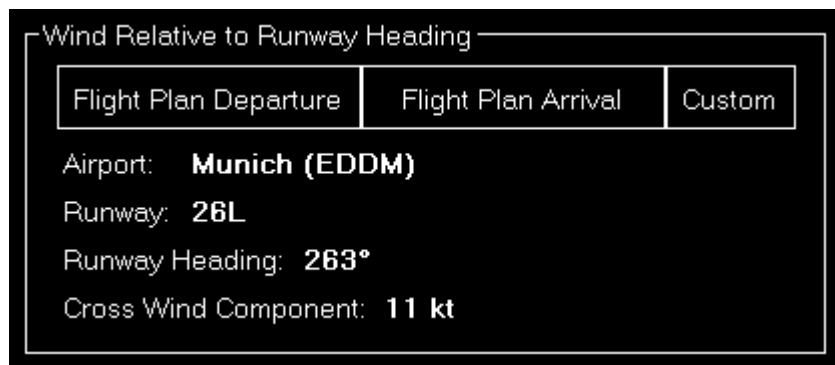 Wind Relative to Runway Heading
Flight Plan Departure Flight Plan Arrival Custom
Airport: Munich (EDDM)
Runway: 26L
Runway Heading: 263°
Cross Wind Component: 11 kt